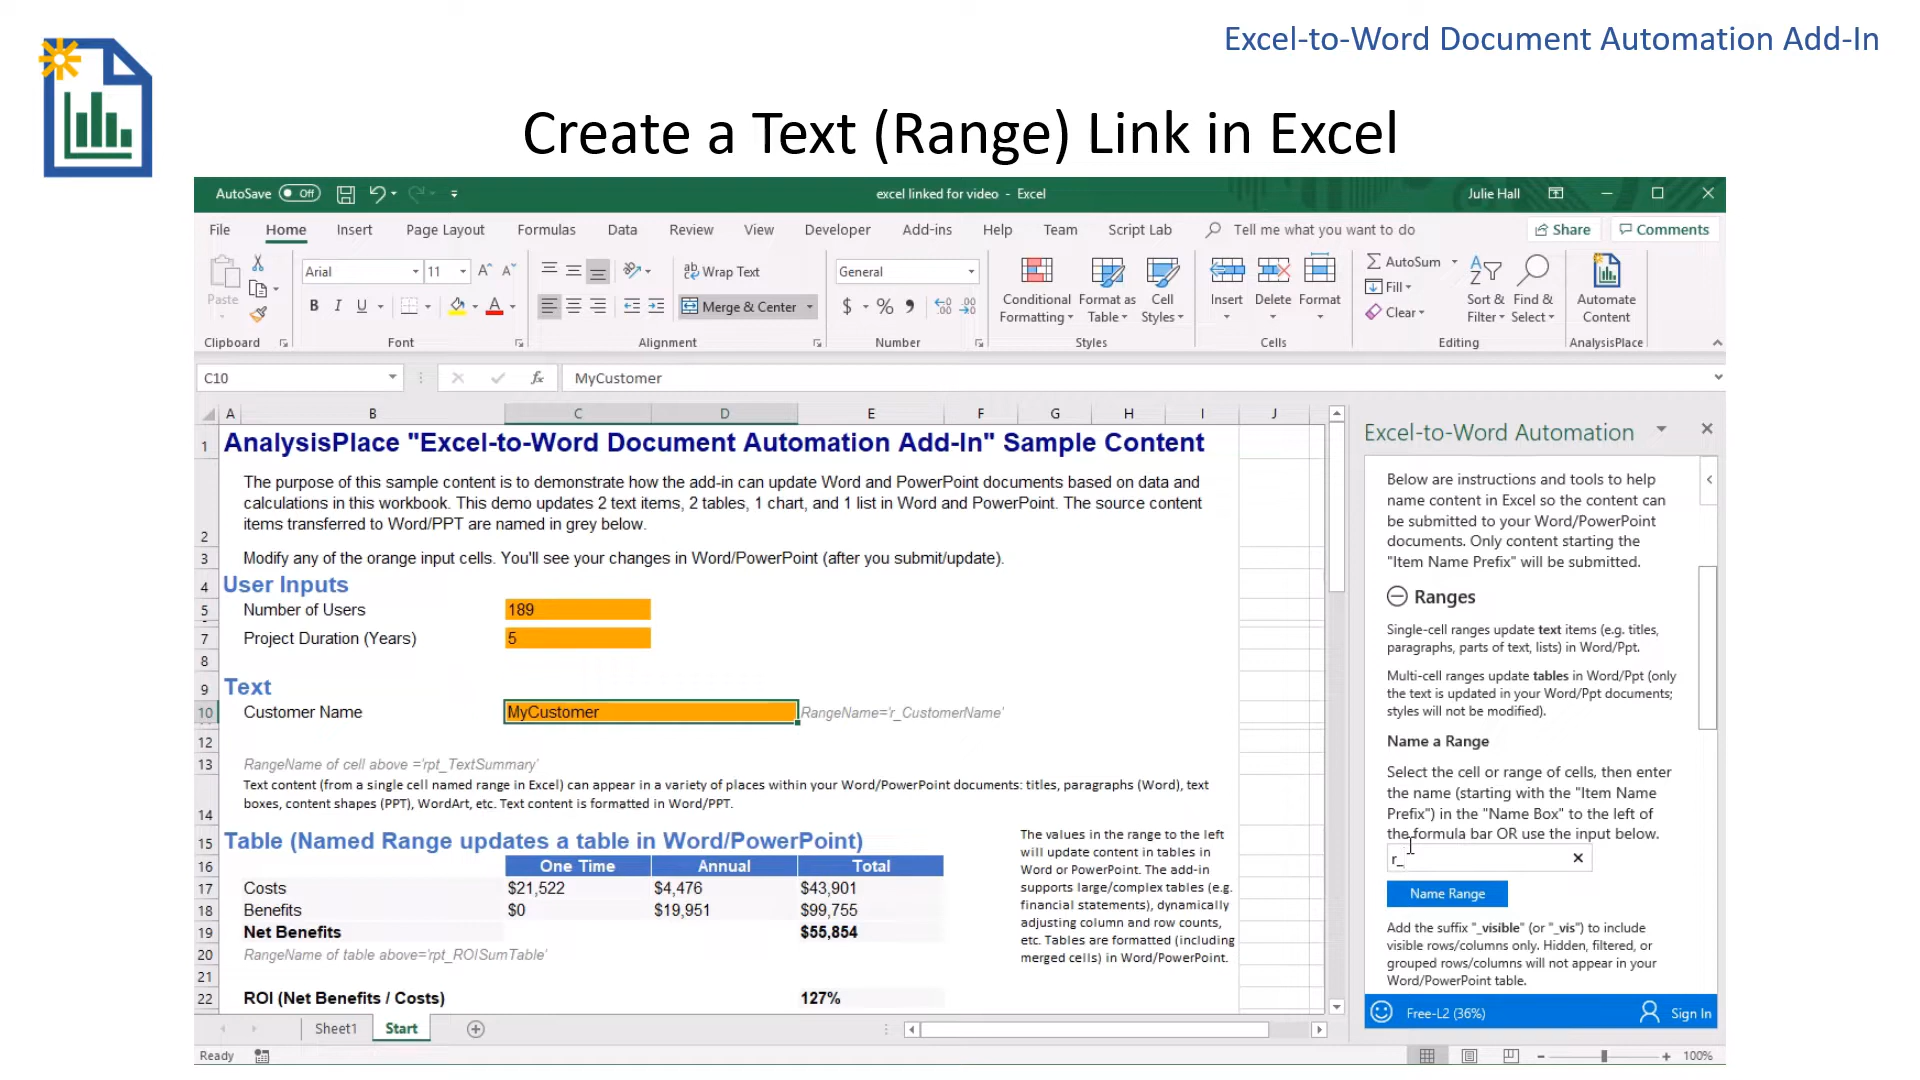 Excel-to-Word Document Automation Add-In
Create a Text (Range) Link in Excel
AutoSave Off
excel linked for video - Excel
Julie Hall
File Home Insert Page Layout Formulas Data Review View Developer Add-ins Help Team Script Lab Tell me what you want to do Share Comments
Paste
Arial 11
B I U
Wrap Text
Merge & Center
General
$ %
Conditional Formatting
Format as Table
Cell Styles
Insert Delete Format
AutoSum
Fill
Clear
Sort & Filter
Find & Select
Automate Content
Clipboard Font Alignment Number Styles Cells Editing AnalysisPlace
C10 fx MyCustomer
A B C D E F G H I J
1 AnalysisPlace "Excel-to-Word Document Automation Add-In" Sample Content
The purpose of this sample content is to demonstrate how the add-in can update Word and PowerPoint documents based on data and
calculations in this workbook. This demo updates 2 text items, 2 tables, 1 chart, and 1 list in Word and PowerPoint. The source content
items transferred to Word/PPT are named in grey below.
2
3 Modify any of the orange input cells. You'll see your changes in Word/PowerPoint (after you submit/update).
4 User Inputs
5 Number of Users 189
7 Project Duration (Years) 5
8
9 Text
10 Customer Name MyCustomer RangeName='r_CustomerName'
12
13 RangeName of cell above ='rpt_TextSummary'
Text content (from a single cell named range in Excel) can appear in a variety of places within your Word/PowerPoint documents: titles, paragraphs (Word), text
14 boxes, content shapes (PPT), WordArt, etc. Text content is formatted in Word/PPT.
15 Table (Named Range updates a table in Word/PowerPoint)
16 One Time Annual Total
17 Costs $21,522 $4,476 $43,901
18 Benefits $0 $19,951 $99,755
19 Net Benefits $55,854
20 RangeName of table above='rpt_ROISumTable'
21
22 ROI (Net Benefits / Costs) 127%
The values in the range to the left
will update content in tables in
Word or PowerPoint. The add-in
supports large/complex tables (e.g.
financial statements), dynamically
adjusting column and row counts,
etc. Tables are formatted (including
merged cells) in Word/PowerPoint.
Sheet1 Start
Ready
100%
Excel-to-Word Automation
Below are instructions and tools to help
name content in Excel so the content can
be submitted to your Word/PowerPoint
documents. Only content starting the
"Item Name Prefix" will be submitted.
Ranges
Single-cell ranges update text items (e.g. titles,
paragraphs, parts of text, lists) in Word/Ppt.
Multi-cell ranges update tables in Word/Ppt (only
the text is updated in your Word/Ppt documents;
styles will not be modified).
Name a Range
Select the cell or range of cells, then enter
the name (starting with the "Item Name
Prefix") in the "Name Box" to the left of
the formula bar OR use the input below.
r_
Name Range
Add the suffix "_visible" (or "_vis") to include
visible rows/columns only. Hidden, filtered, or
grouped rows/columns will not appear in your
Word/PowerPoint table.
Free-L2 (36%) Sign In